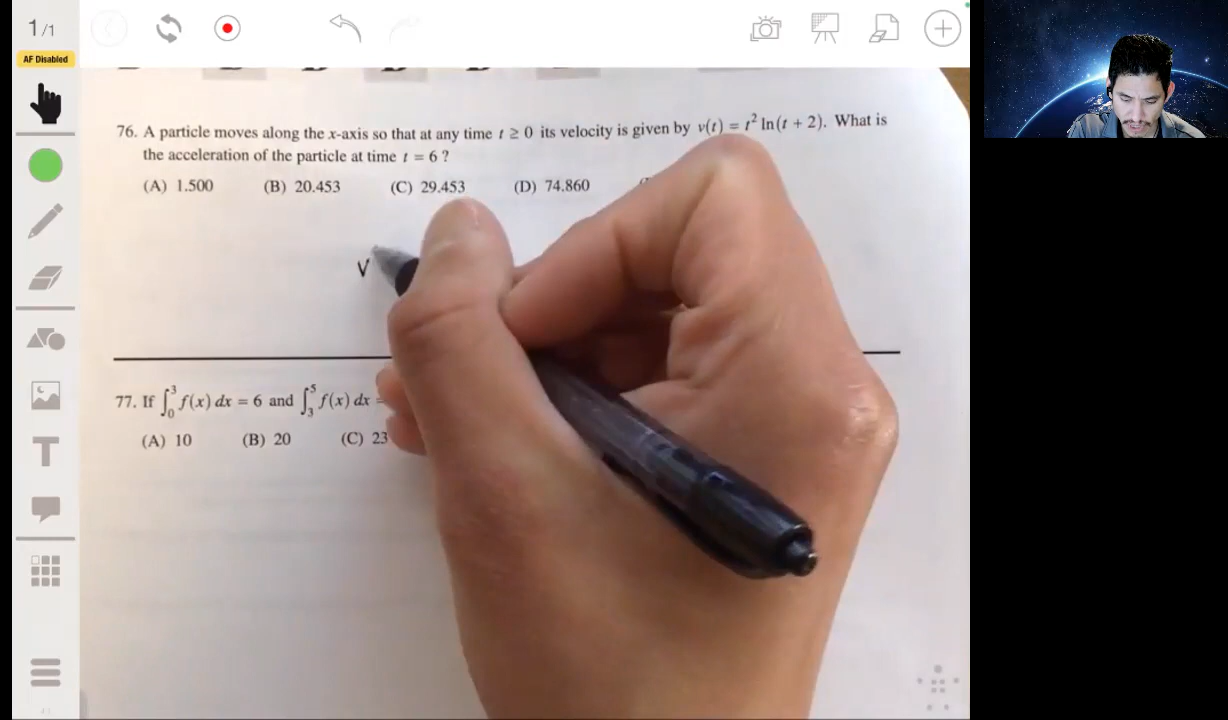 1/1
AF Disabled
76. A particle moves along the x-axis so that at any time t ≥ 0 its velocity is given by v(t) = t² ln(t + 2). What is
the acceleration of the particle at time t = 6 ?
(A) 1.500 (B) 20.453 (C) 29.453 (D) 74.860
V
77. If ∫₀³ f(x) dx = 6 and ∫₃⁵ f(x) dx =
(A) 10 (B) 20 (C) 23
T